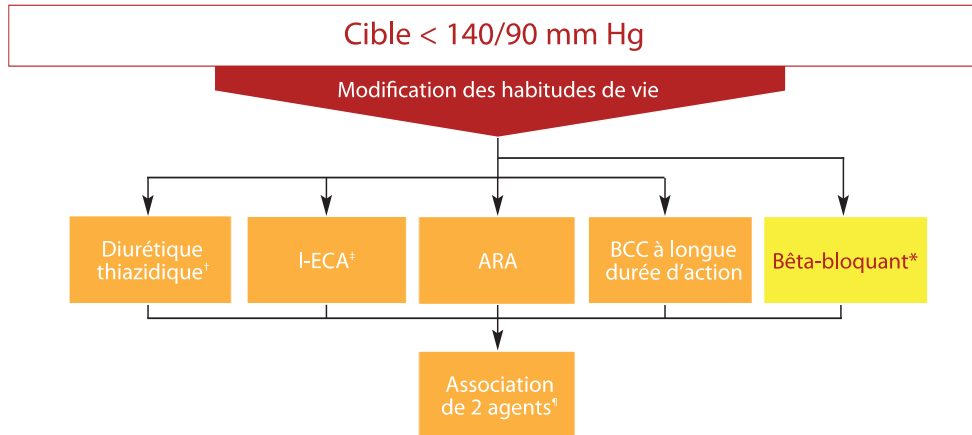 Cible < 140/90 mm Hg
Modification des habitudes de vie
Diurétique
thiazidique†
I-ECA‡
ARA
BCC à longue
durée d’action
Bêta-bloquant*
Association
de 2 agents¶